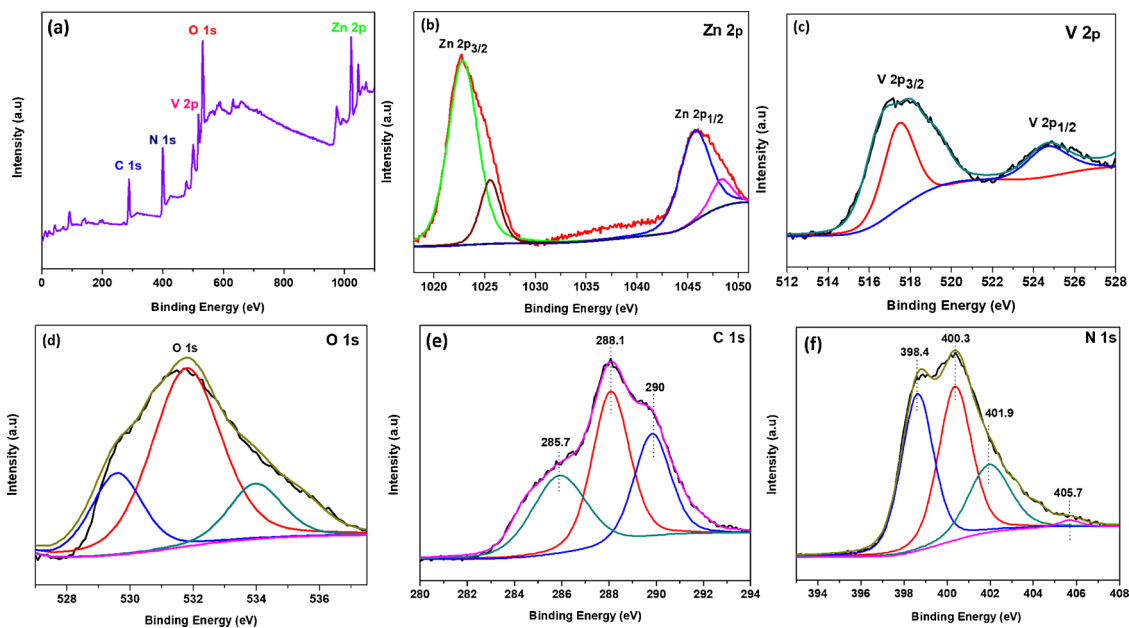 (a)
O 1s
Zn 2p
V 2p
N 1s
C 1s
Intensity (a.u)
0 200 400 600 800 1000
Binding Energy (eV)
(b)
Zn 2p
Zn 2p3/2
Zn 2p1/2
Intensity (a.u)
1020 1025 1030 1035 1040 1045 1050
Binding Energy (eV)
(c)
V 2p
V 2p3/2
V 2p1/2
Intensity (a.u)
512 514 516 518 520 522 524 526 528
Binding Energy (eV)
(d)
O 1s
O 1s
Intensity (a.u)
528 530 532 534 536
Binding Energy (eV)
(e)
C 1s
288.1
290
285.7
Intensity (a.u)
280 282 284 286 288 290 292 294
Binding Energy (eV)
(f)
N 1s
400.3
398.4
401.9
405.7
Intensity (a.u)
394 396 398 400 402 404 406 408
Binding Energy (eV)